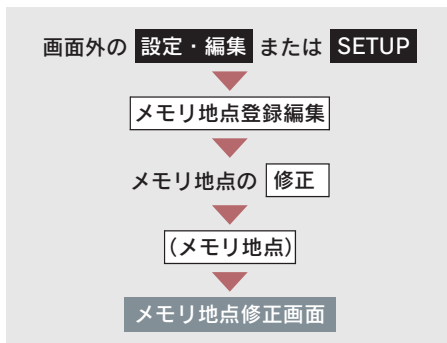 画面外の 設定・編集 または SETUP
メモリ地点登録編集
メモリ地点の 修正
(メモリ地点)
メモリ地点修正画面